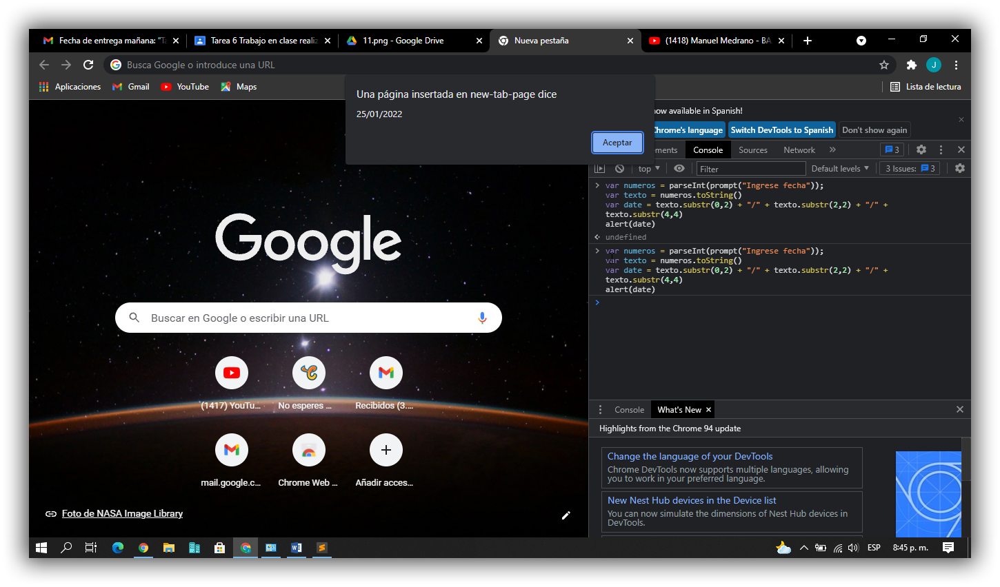 Fecha de entrega mañana: "Ta
Tarea 6 Trabajo en clase realiz
11.png - Google Drive
Nueva pestaña
(1418) Manuel Medrano - BA
Busca Google o introduce una URL
J
Aplicaciones
Gmail
YouTube
Maps
Lista de lectura
Una página insertada en new-tab-page dice
25/01/2022
Aceptar
now available in Spanish!
Chrome's language
Switch DevTools to Spanish
Don't show again
ments
Console
Sources
Network
»
3
top
Filter
Default levels
3 Issues:
3
var numeros = parseInt(prompt("Ingrese fecha"));
var texto = numeros.toString()
var date = texto.substr(0,2) + "/" + texto.substr(2,2) + "/" +
texto.substr(4,4)
alert(date)
undefined
var numeros = parseInt(prompt("Ingrese fecha"));
var texto = numeros.toString()
var date = texto.substr(0,2) + "/" + texto.substr(2,2) + "/" +
texto.substr(4,4)
alert(date)
Google
Buscar en Google o escribir una URL
(1417) YouTu...
No esperes ...
Recibidos (3....
mail.google.c...
Chrome Web ...
Añadir acces...
Foto de NASA Image Library
Console
What's New
Highlights from the Chrome 94 update
Change the language of your DevTools
Chrome DevTools now supports multiple languages, allowing
you to work in your preferred language.
New Nest Hub devices in the Device list
You can now simulate the dimensions of Nest Hub devices in
DevTools.
ESP
8:45 p. m.